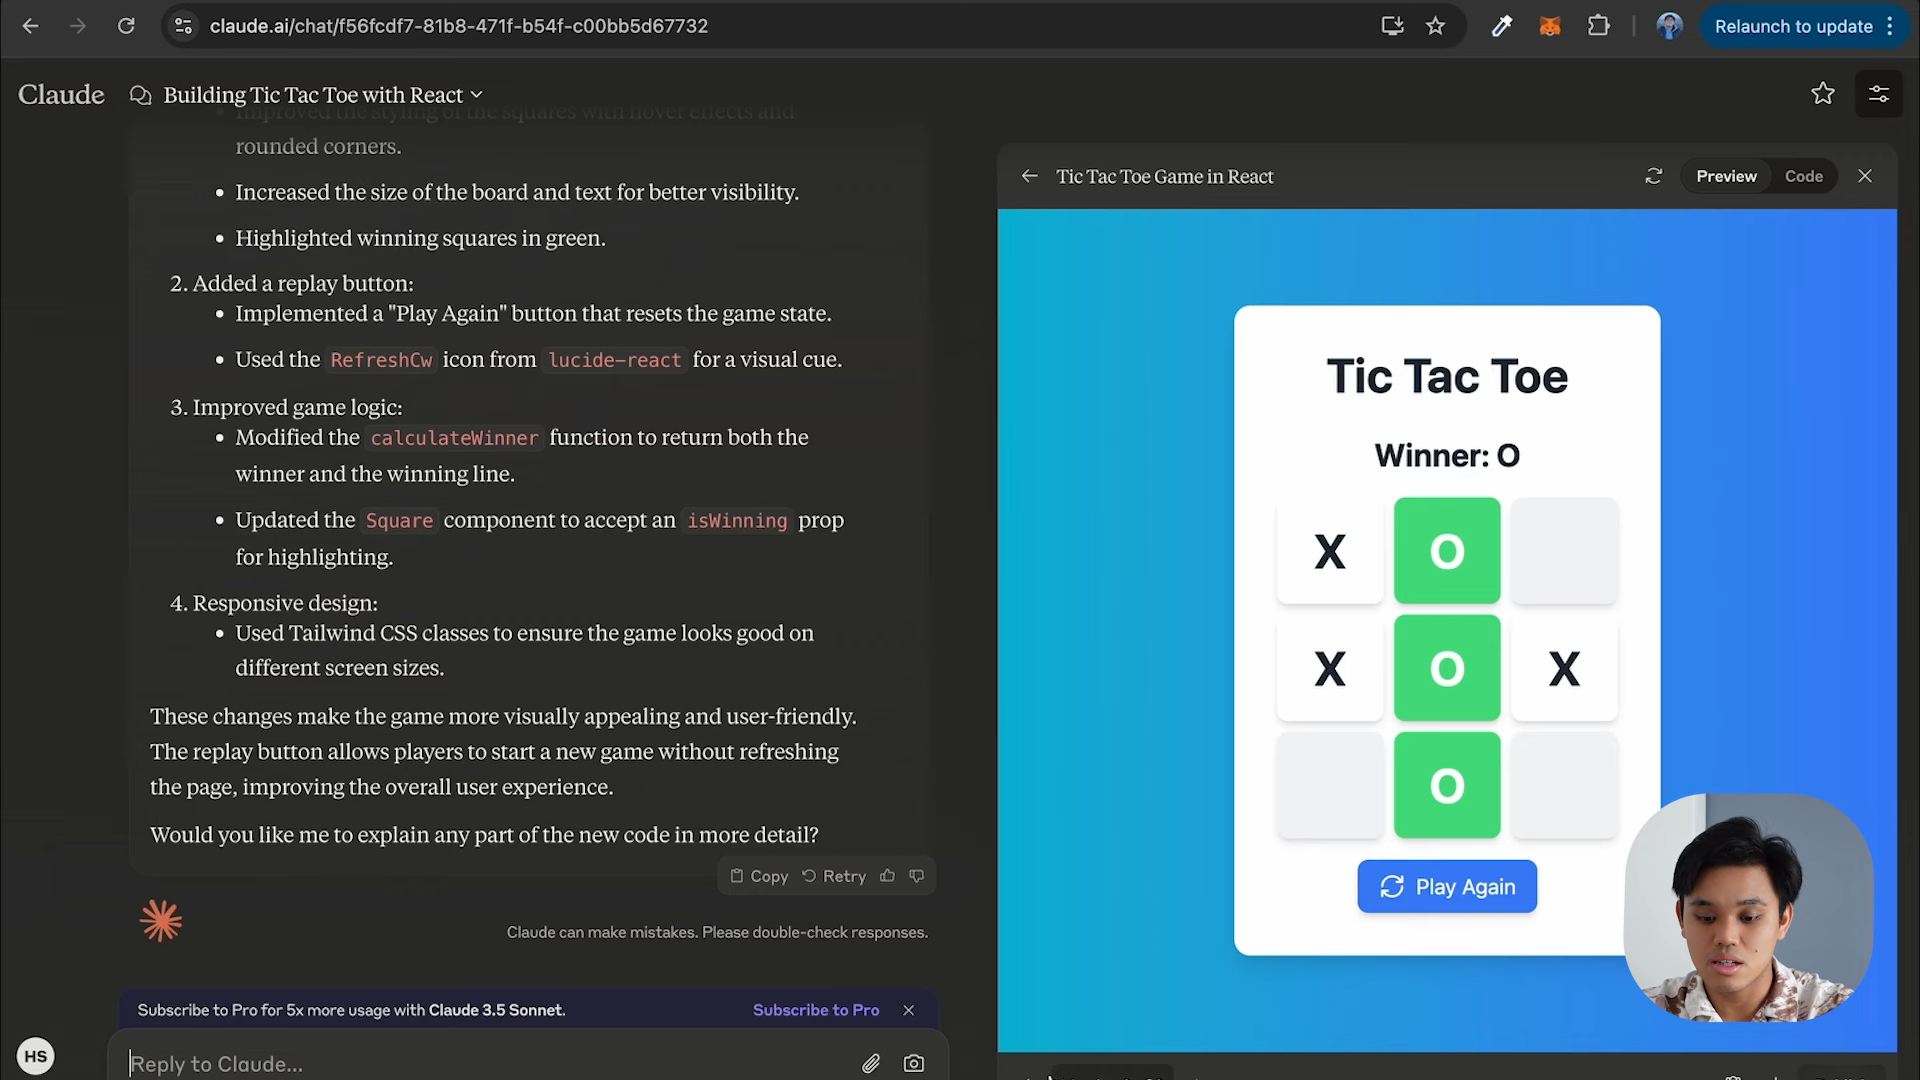 claude.ai/chat/f56fcdf7-81b8-471f-b54f-c00bb5d67732
Relaunch to update
Claude
Building Tic Tac Toe with React
Improved the styling of the squares with hover effects and
rounded corners.
Increased the size of the board and text for better visibility.
Highlighted winning squares in green.
2. Added a replay button:
Implemented a "Play Again" button that resets the game state.
Used the RefreshCw icon from lucide-react for a visual cue.
3. Improved game logic:
Modified the calculateWinner function to return both the
winner and the winning line.
Updated the Square component to accept an isWinning prop
for highlighting.
4. Responsive design:
Used Tailwind CSS classes to ensure the game looks good on
different screen sizes.
These changes make the game more visually appealing and user-friendly.
The replay button allows players to start a new game without refreshing
the page, improving the overall user experience.
Would you like me to explain any part of the new code in more detail?
Copy Retry
Claude can make mistakes. Please double-check responses.
Subscribe to Pro for 5x more usage with Claude 3.5 Sonnet. Subscribe to Pro
HS
Reply to Claude...
Tic Tac Toe Game in React
Preview Code
Tic Tac Toe
Winner: O
X O
X O X
O
Play Again